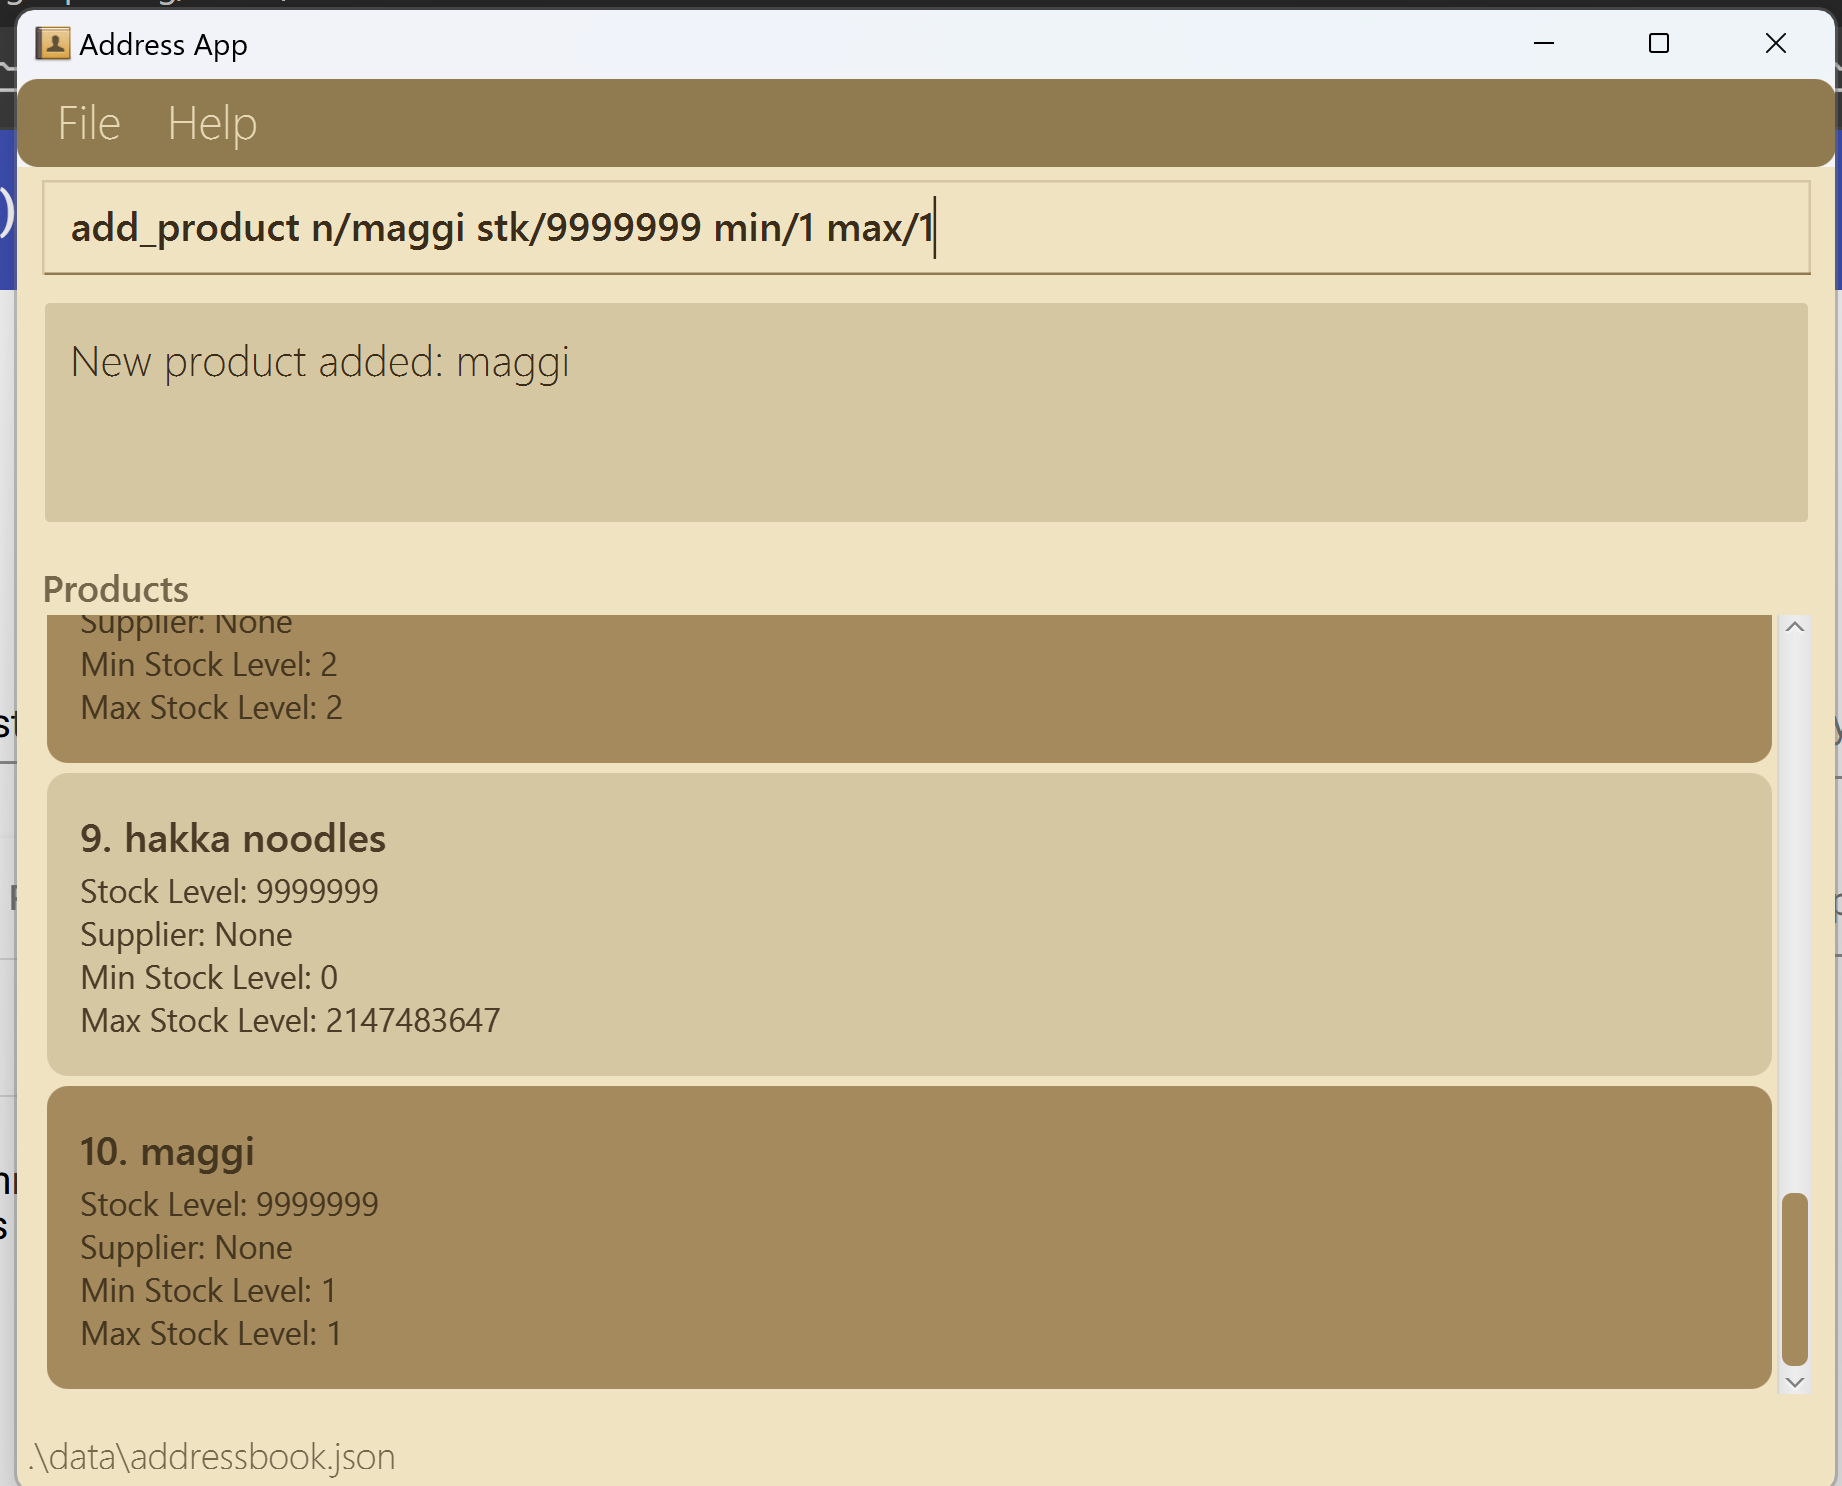 Address App
File Help
add_product n/maggi stk/9999999 min/1 max/1
New product added: maggi
Products
Supplier: None
Min Stock Level: 2
Max Stock Level: 2
9. hakka noodles
Stock Level: 9999999
Supplier: None
Min Stock Level: 0
Max Stock Level: 2147483647
10. maggi
Stock Level: 9999999
Supplier: None
Min Stock Level: 1
Max Stock Level: 1
.\data\addressbook.json